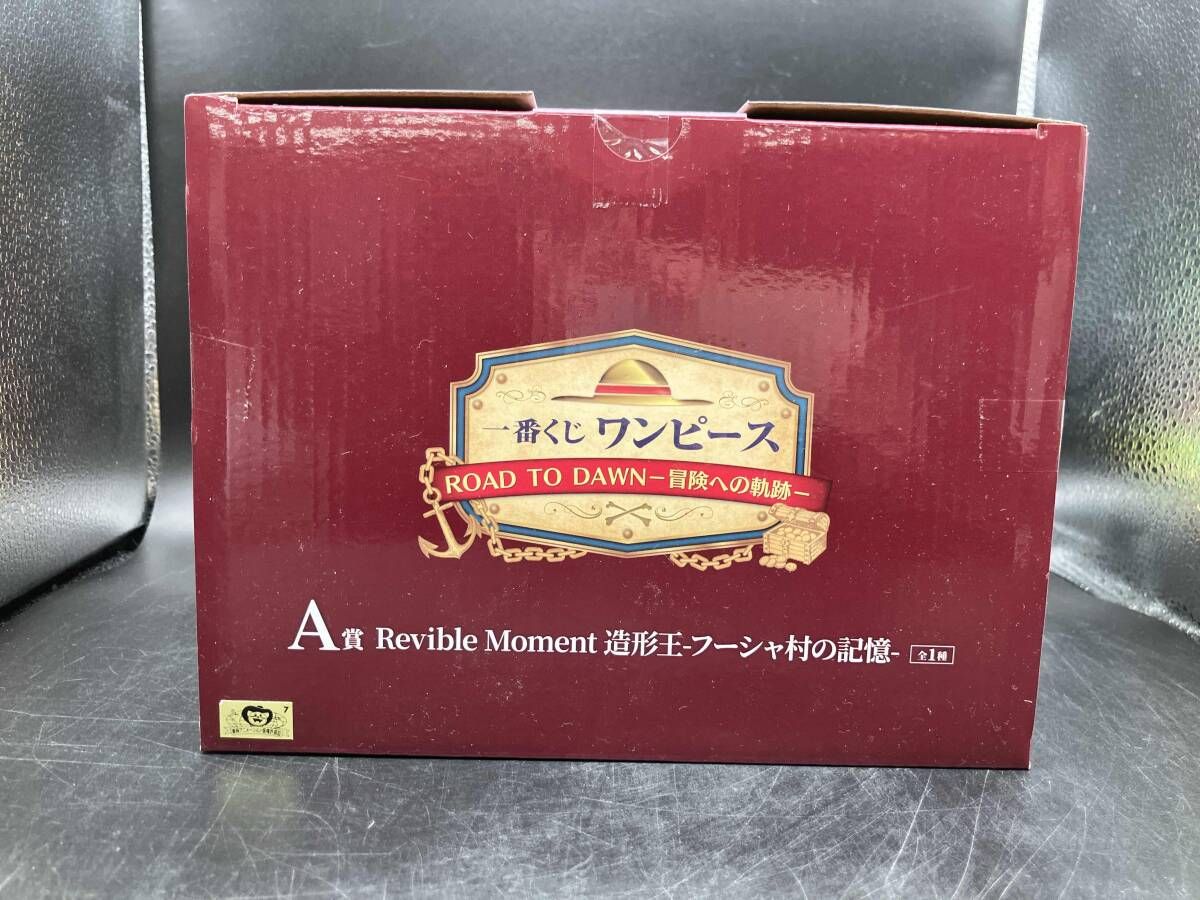 一番くじ ワンピース
ROAD TO DAWN－冒険への軌跡－
A賞 Revible Moment 造形王-フーシャ村の記憶- 全1種
7